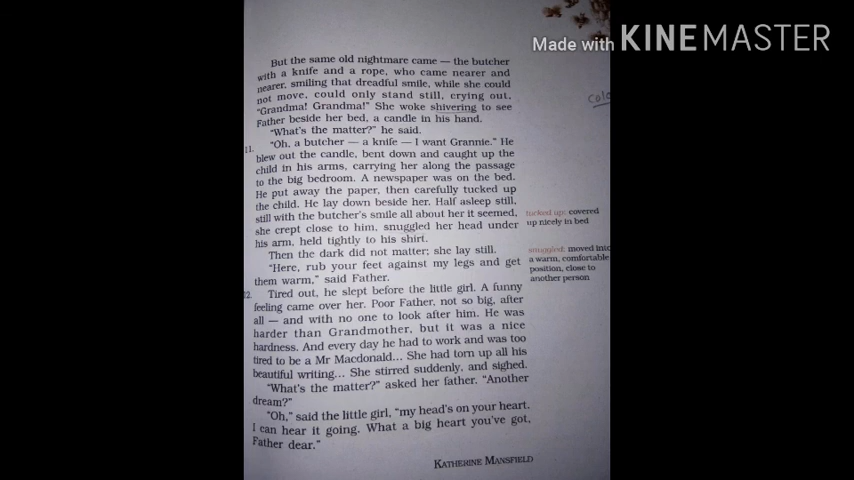 Made with KINEMASTER
But the same old nightmare came — the butcher
with a knife and a rope, who came nearer and
nearer, smiling that dreadful smile, while she could
not move, could only stand still, crying out,
“Grandma! Grandma!” She woke shivering to see
Father beside her bed, a candle in his hand.
“What's the matter?” he said.
11. “Oh, a butcher — a knife — I want Grannie.” He
blew out the candle, bent down and caught up the
child in his arms, carrying her along the passage
to the big bedroom. A newspaper was on the bed.
He put away the paper, then carefully tucked up
the child. He lay down beside her. Half asleep still,
still with the butcher's smile all about her it seemed,
she crept close to him, snuggled her head under
his arm, held tightly to his shirt.
Then the dark did not matter; she lay still.
“Here, rub your feet against my legs and get
them warm,” said Father.
12. Tired out, he slept before the little girl. A funny
feeling came over her. Poor Father, not so big, after
all — and with no one to look after him. He was
harder than Grandmother, but it was a nice
hardness. And every day he had to work and was too
tired to be a Mr Macdonald... She had torn up all his
beautiful writing... She stirred suddenly, and sighed.
“What's the matter?” asked her father. “Another
dream?”
“Oh,” said the little girl, “my head's on your heart.
I can hear it going. What a big heart you've got,
Father dear.”
KATHERINE MANSFIELD
tucked up: covered
up nicely in bed
snuggled: moved into
a warm, comfortable
position, close to
another person